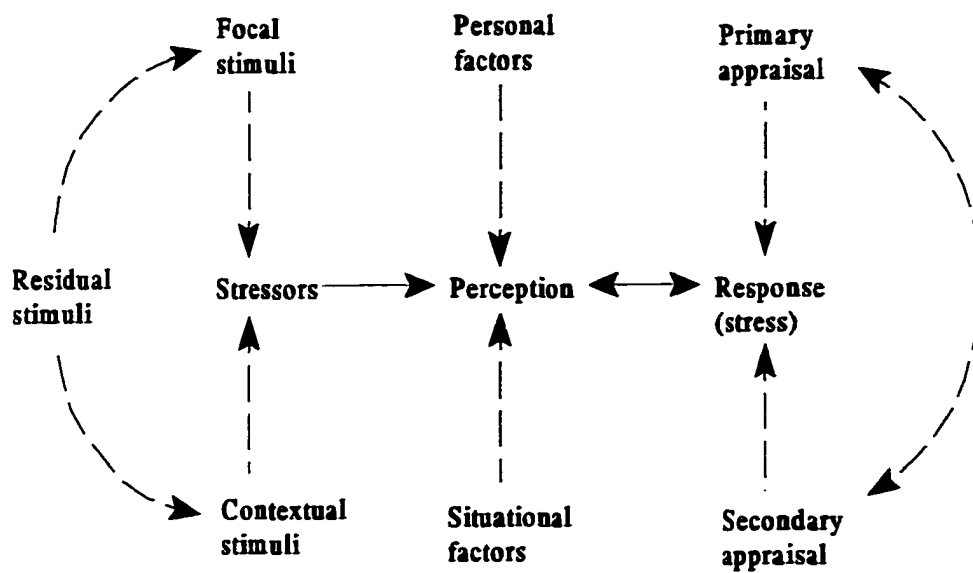 Focal
stimuli
Personal
factors
Primary
appraisal
Residual
stimuli
Stressors
Perception
Response
(stress)
Contextual
stimuli
Situational
factors
Secondary
appraisal